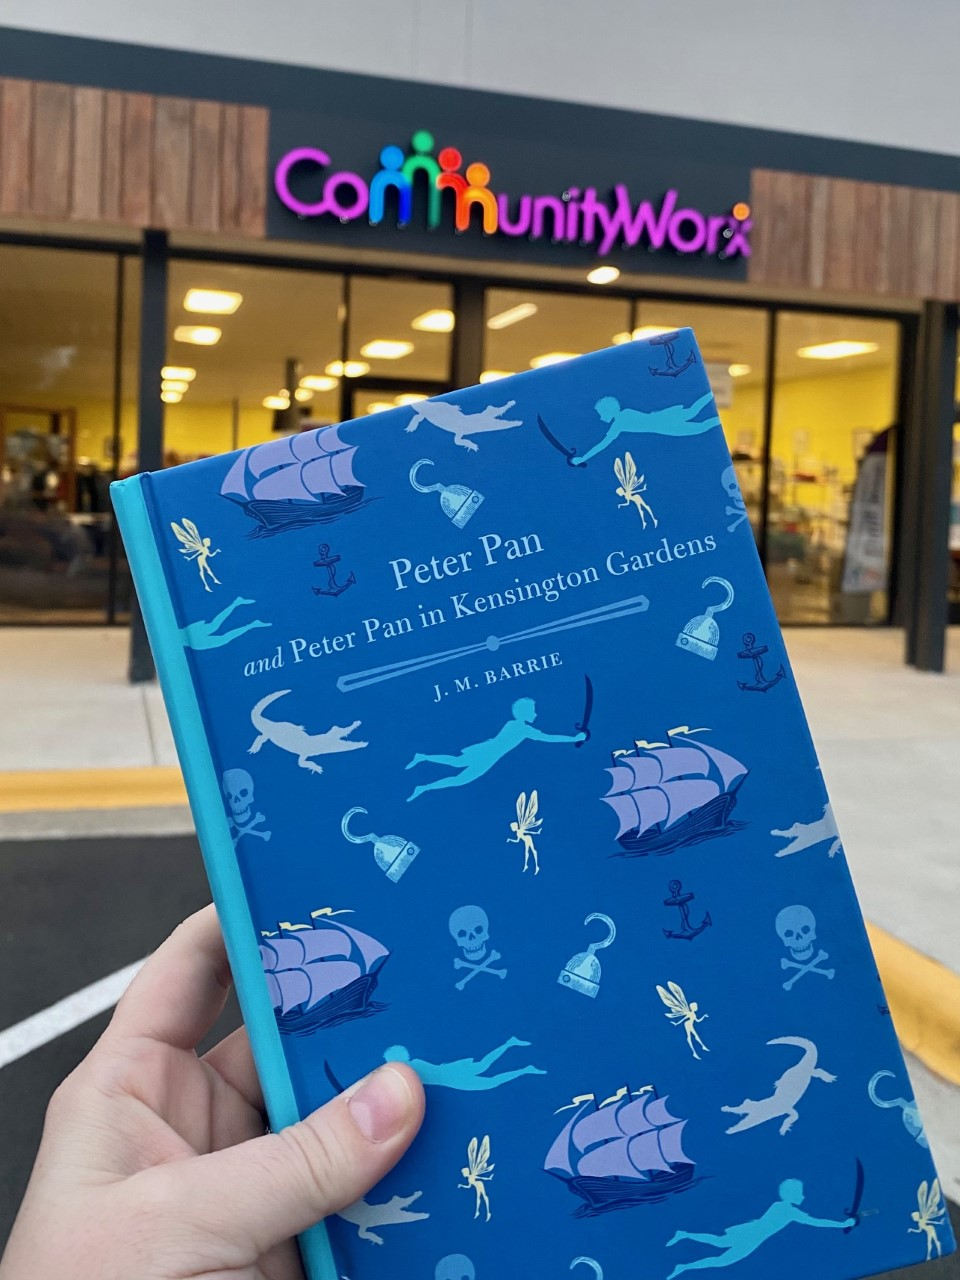 CommunityWorx
Peter Pan
and Peter Pan in Kensington Gardens
J. M. BARRIE